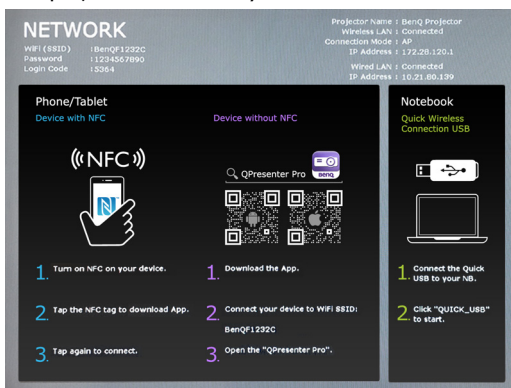 NETWORK
WiFi (SSID) :BenQF1232C
Password :1234567890
Login Code :5364
Projector Name : BenQ Projector
Wireless LAN : Connected
Connection Mode : AP
IP Address : 172.28.120.1
Wired LAN : Connected
IP Address : 10.21.80.139
Phone/Tablet
Device with NFC
NFC
N
1. Turn on NFC on your device.
2. Tap the NFC tag to download App.
3. Tap again to connect.
Device without NFC
QPresenter Pro
BenQ
1. Download the App.
2. Connect your device to WiFi SSID:
BenQF1232C
3. Open the "QPresenter Pro".
Notebook
Quick Wireless
Connection USB
1. Connect the Quick
USB to your NB.
2. Click "QUICK_USB"
to start.